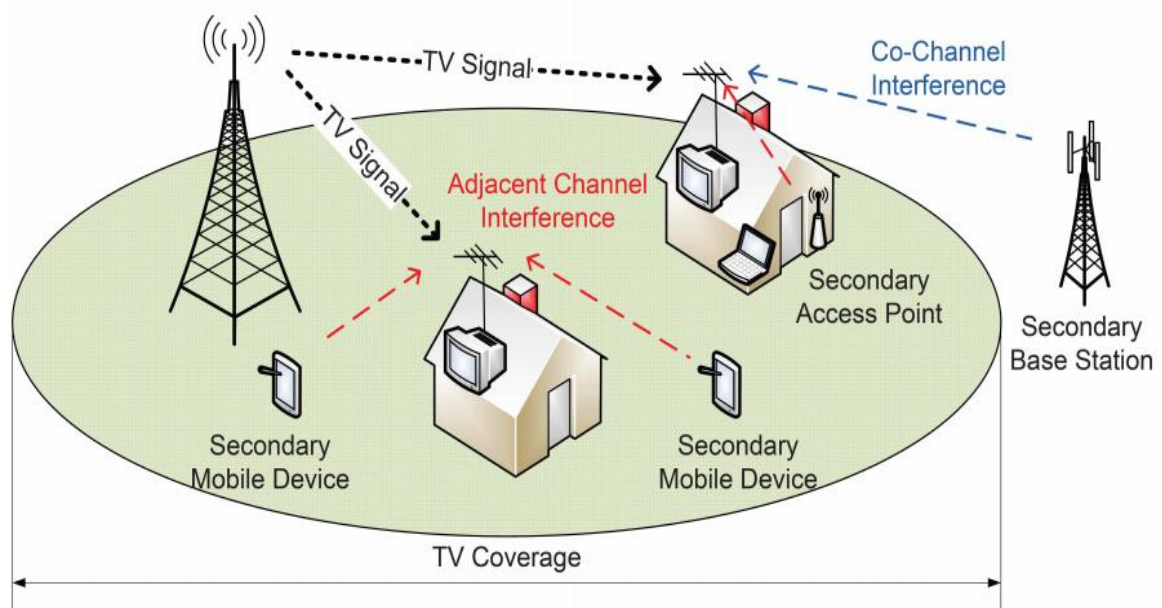 TV Signal
Co-Channel
Interference
TV Signal
Adjacent Channel
Interference
Secondary
Access Point
Secondary
Base Station
Secondary
Mobile Device
Secondary
Mobile Device
TV Coverage